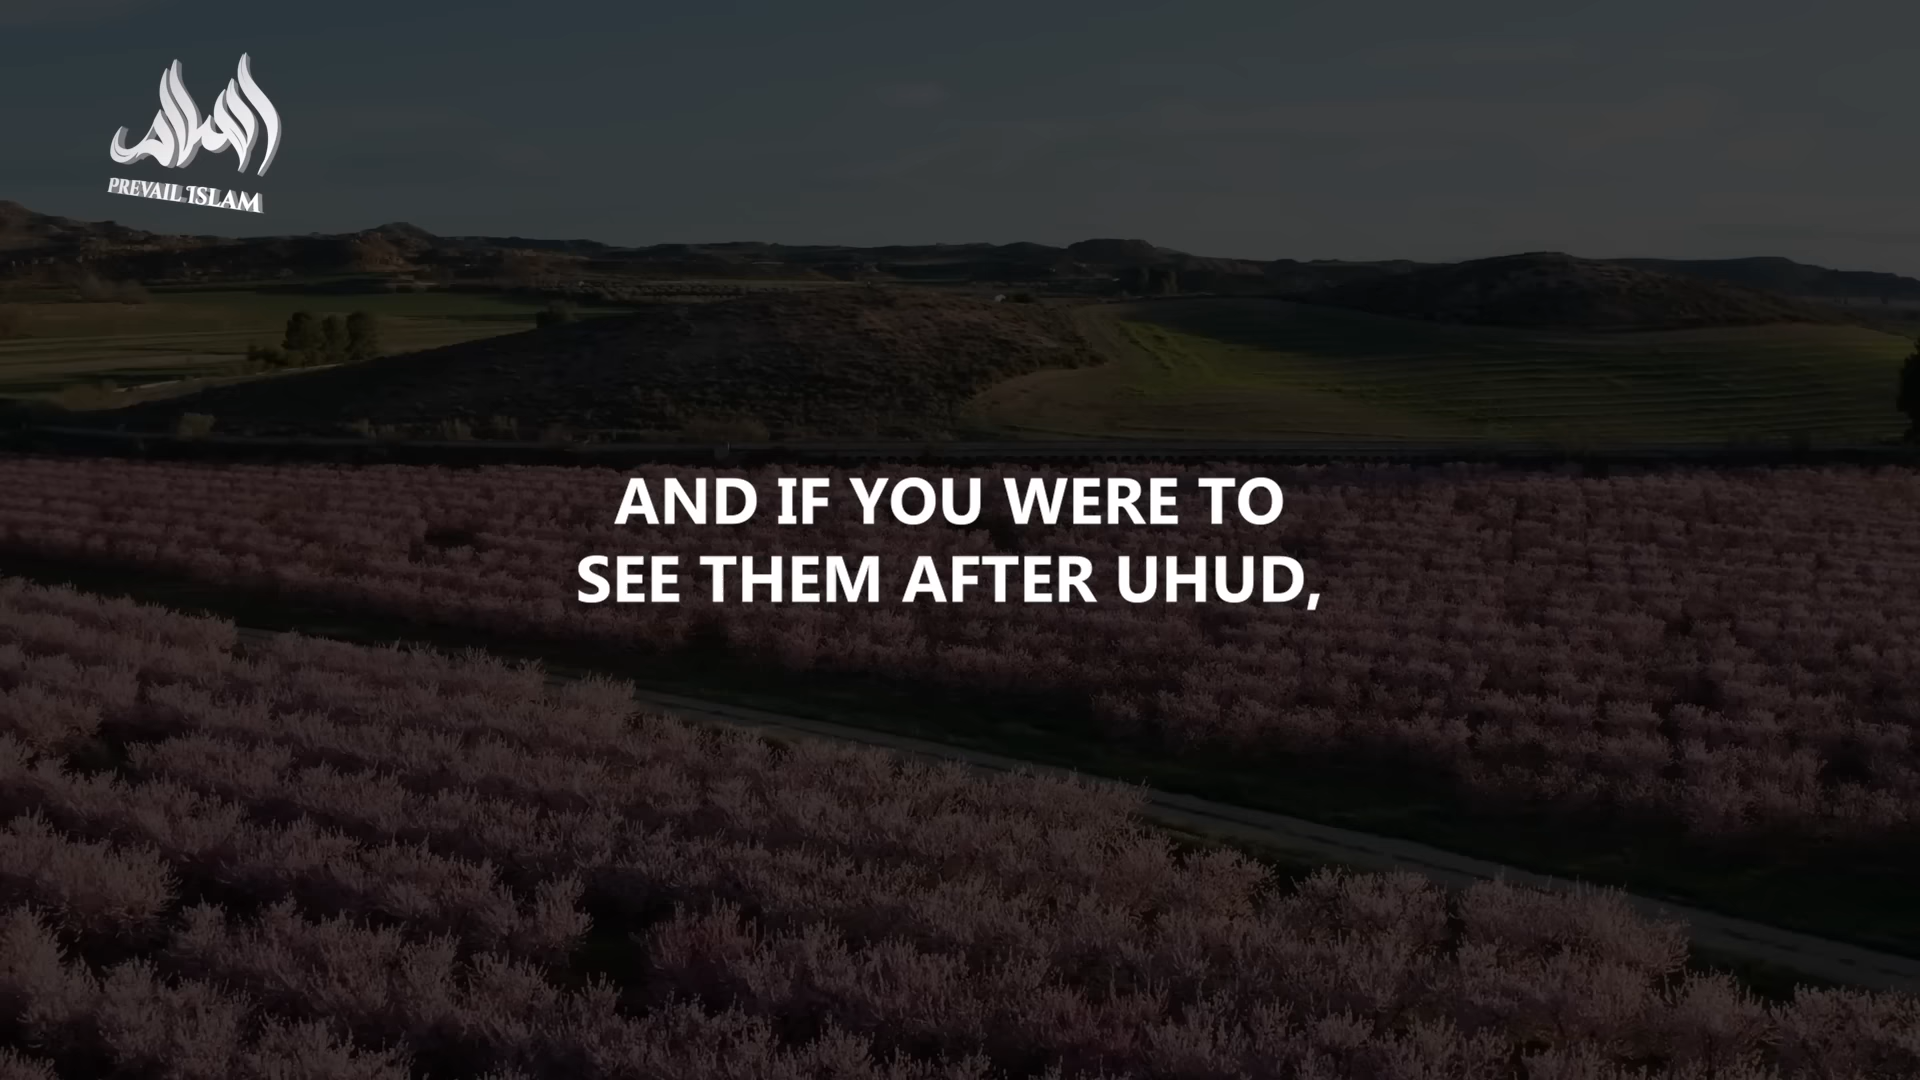 PREVAIL ISLAM
AND IF YOU WERE TO
SEE THEM AFTER UHUD,